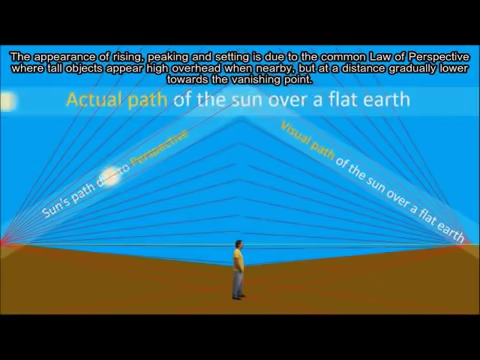 The appearance of rising, peaking and setting is due to the common Law of Perspective
where tall objects appear high overhead when nearby, but at a distance gradually lower
towards the vanishing point.
Actual path of the sun over a flat earth
Sun's path due to Perspective
Visual path of the sun over a flat earth